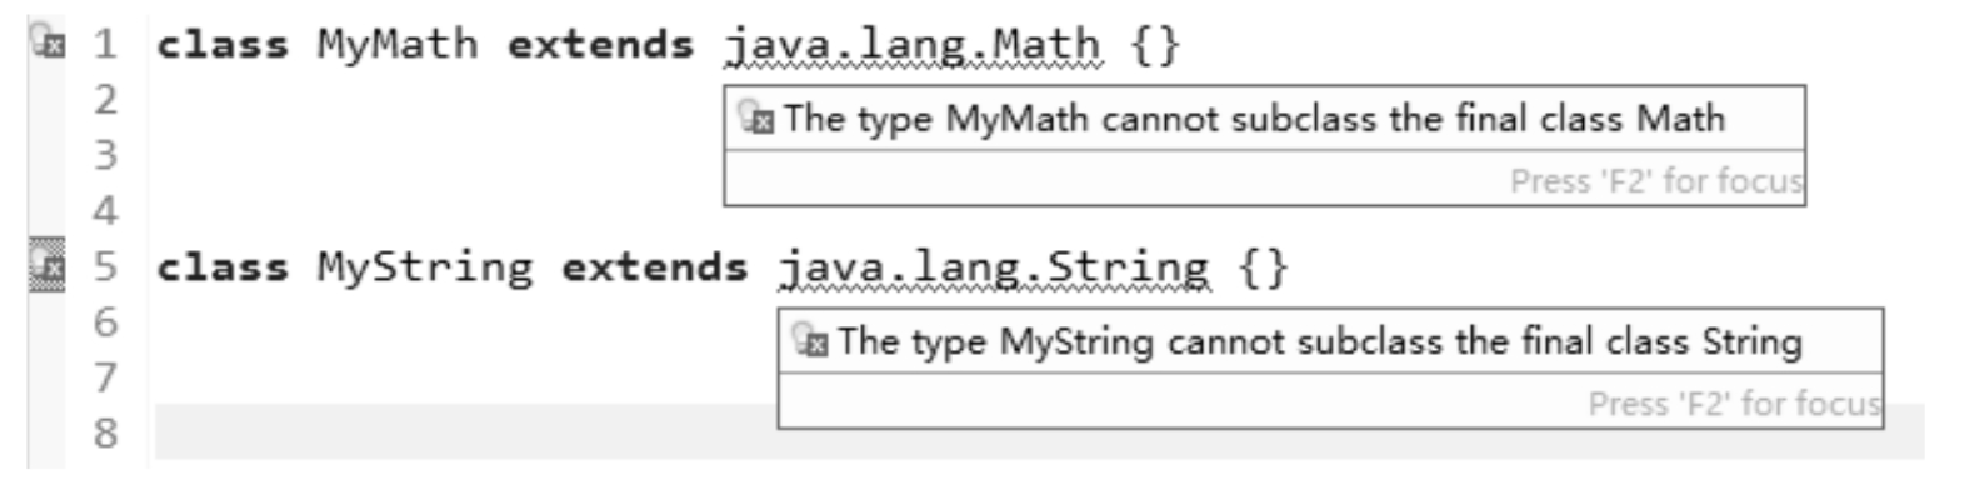 1 class MyMath extends java.lang.Math {}
2
The type MyMath cannot subclass the final class Math
3
Press 'F2' for focus
4
5 class MyString extends java.lang.String {}
6
The type MyString cannot subclass the final class String
7
Press 'F2' for focus
8